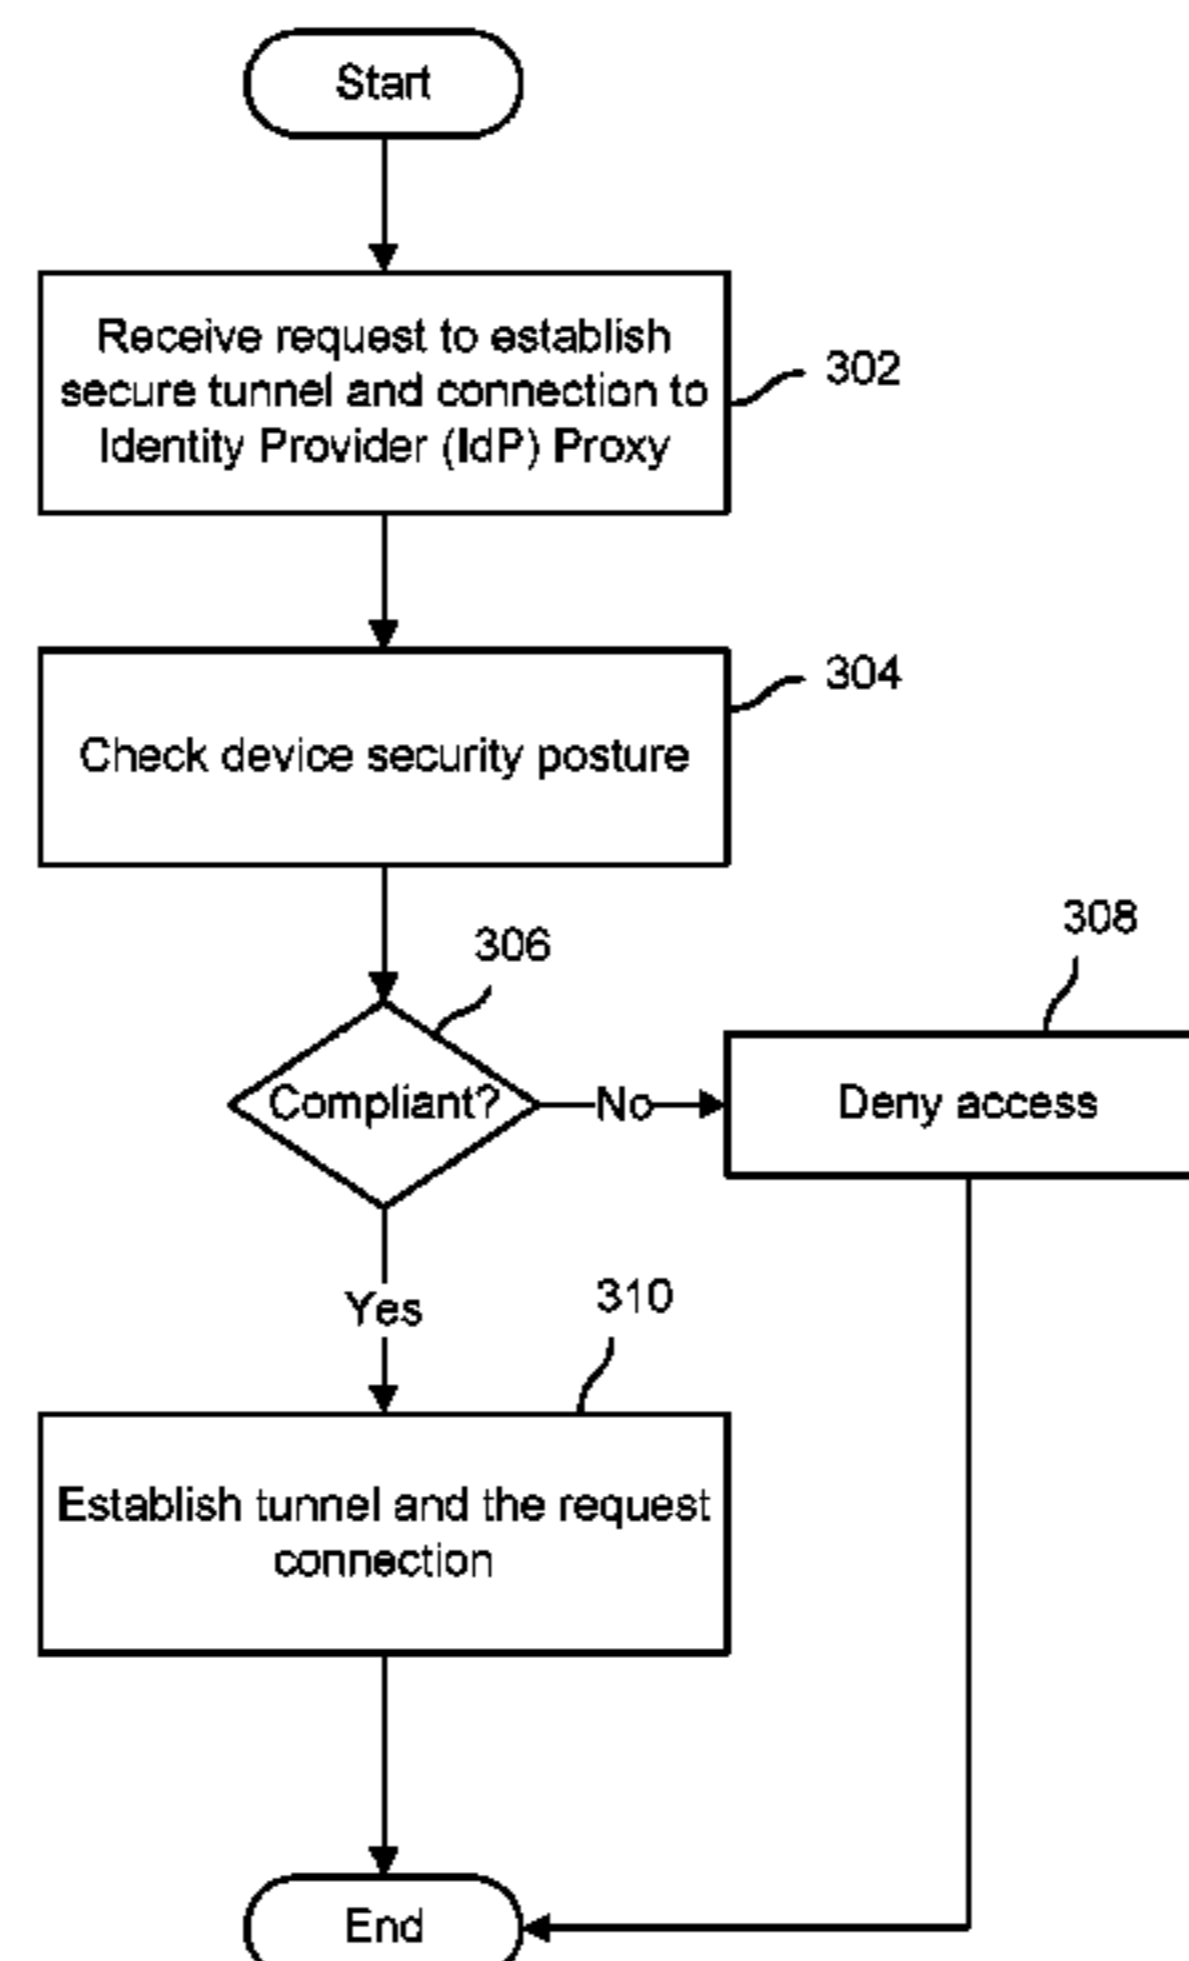 Start
Receive request to establish
secure tunnel and connection to
Identity Provider (IdP) Proxy
302
304
Check device security posture
306
308
Compliant?
No
Deny access
Yes
310
Establish tunnel and the request
connection
End